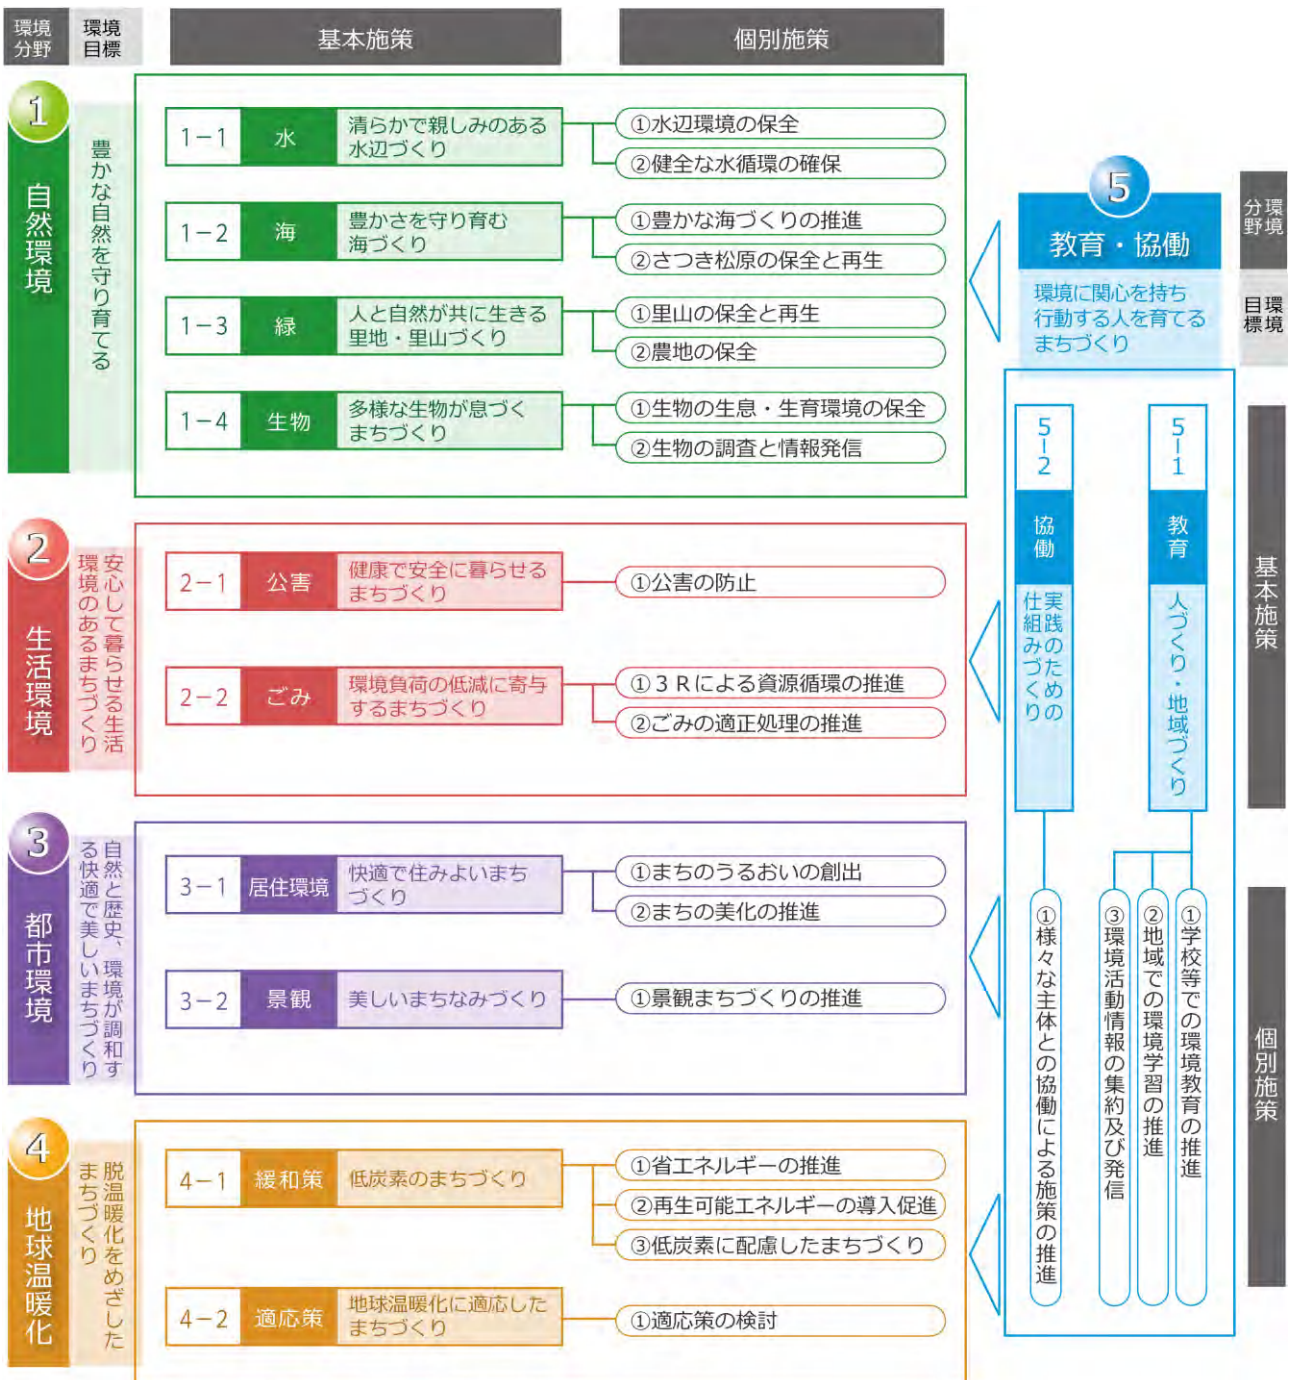 環境
分野
環境
目標
基本施策
個別施策
1
自然環境
豊かな自然を守り育てる
1－1
水
清らかで親しみのある
水辺づくり
①水辺環境の保全
②健全な水循環の確保
1－2
海
豊かさを守り育む
海づくり
①豊かな海づくりの推進
②さつき松原の保全と再生
1－3
緑
人と自然が共に生きる
里地・里山づくり
①里山の保全と再生
②農地の保全
1－4
生物
多様な生物が息づく
まちづくり
①生物の生息・生育環境の保全
②生物の調査と情報発信
2
生活環境
安心して暮らせる生活
環境のあるまちづくり
2－1
公害
健康で安全に暮らせる
まちづくり
①公害の防止
2－2
ごみ
環境負荷の低減に寄与
するまちづくり
①３Ｒによる資源循環の推進
②ごみの適正処理の推進
3
都市環境
自然と歴史、環境が調和す
る快適で美しいまちづくり
3－1
居住環境
快適で住みよいまち
づくり
①まちのうるおいの創出
②まちの美化の推進
3－2
景観
美しいまちなみづくり
①景観まちづくりの推進
4
地球温暖化
脱温暖化をめざした
まちづくり
4－1
緩和策
低炭素のまちづくり
①省エネルギーの推進
②再生可能エネルギーの導入促進
③低炭素に配慮したまちづくり
4－2
適応策
地球温暖化に適応した
まちづくり
①適応策の検討
5
教育・協働
環境に関心を持ち
行動する人を育てる
まちづくり
環境
分野
環境
目標
基本施策
個別施策
5－1
教育
人づくり・地域づくり
①学校等での環境教育の推進
②地域での環境学習の推進
③環境活動情報の集約及び発信
5－2
協働
実践のための
仕組みづくり
①様々な主体との協働による施策の推進